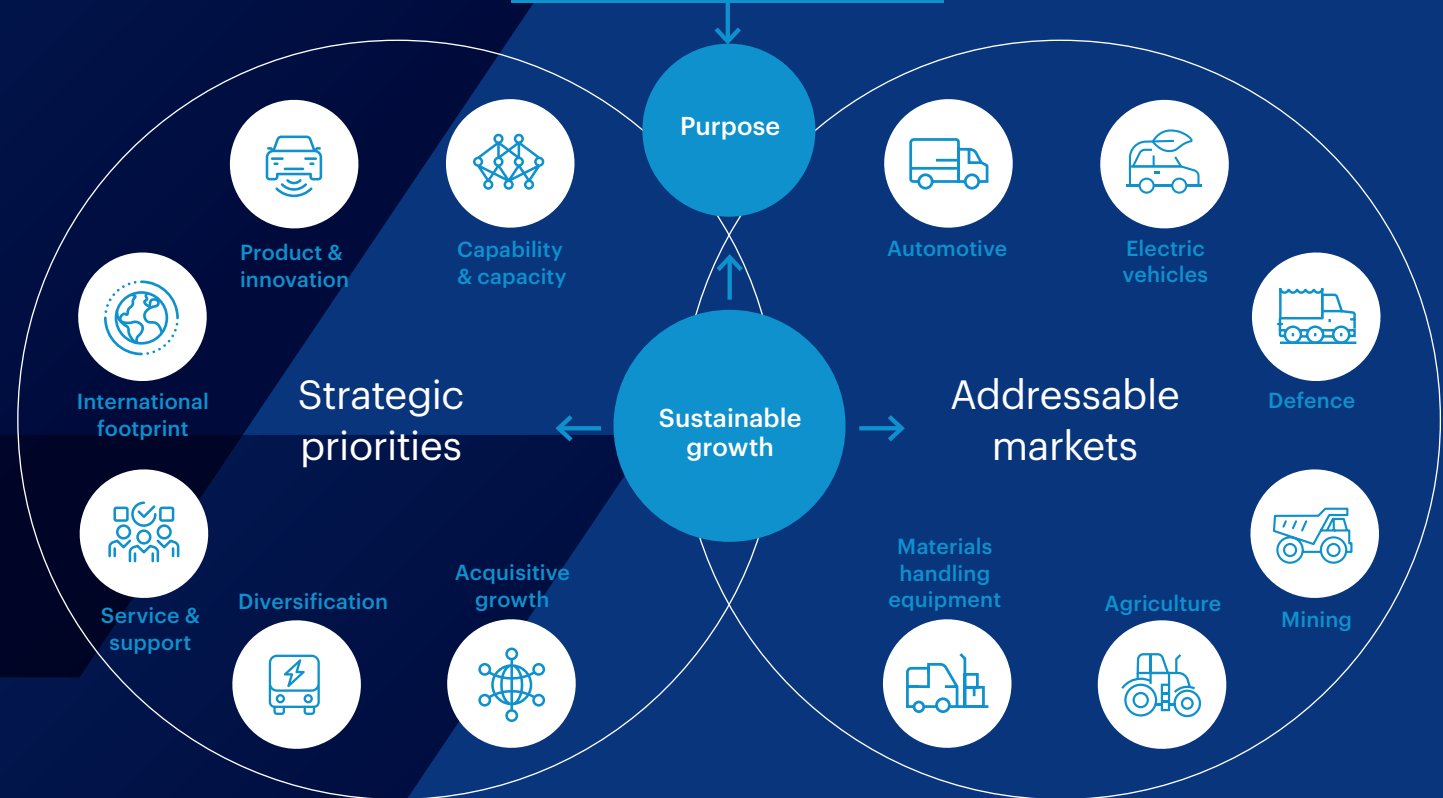 Purpose
Product &
innovation
Capability
& capacity
Automotive
Electric
vehicles
International
footprint
Strategic
priorities
Sustainable
growth
Addressable
markets
Defence
Service &
support
Diversification
Acquisitive
growth
Materials
handling
equipment
Agriculture
Mining